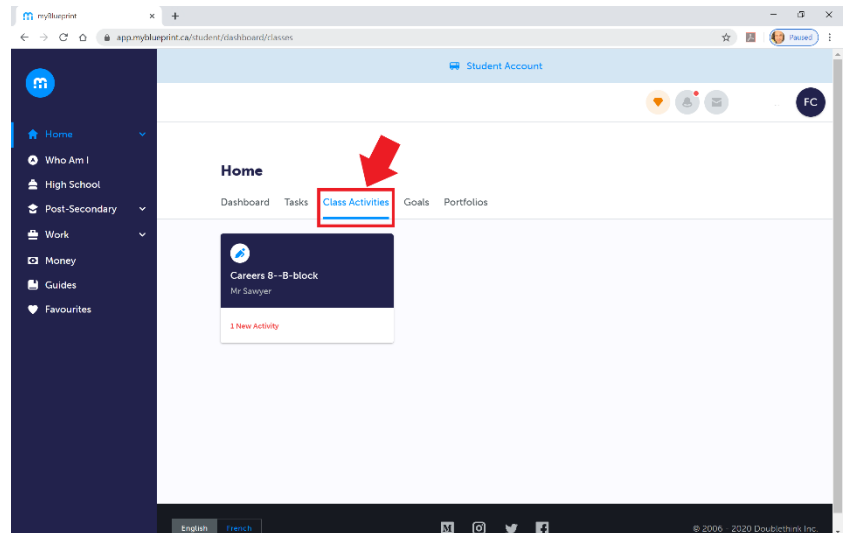 myBlueprint
app.myblueprint.ca/student/dashboard/classes
Paused
Student Account
m
FC
Home
Who Am I
High School
Post-Secondary
Work
Money
Guides
Favourites
Home
Dashboard Tasks Class Activities Goals Portfolios
Careers 8--B-block
Mr Sawyer
1 New Activity
English French
© 2006 - 2020 Doublethink Inc.